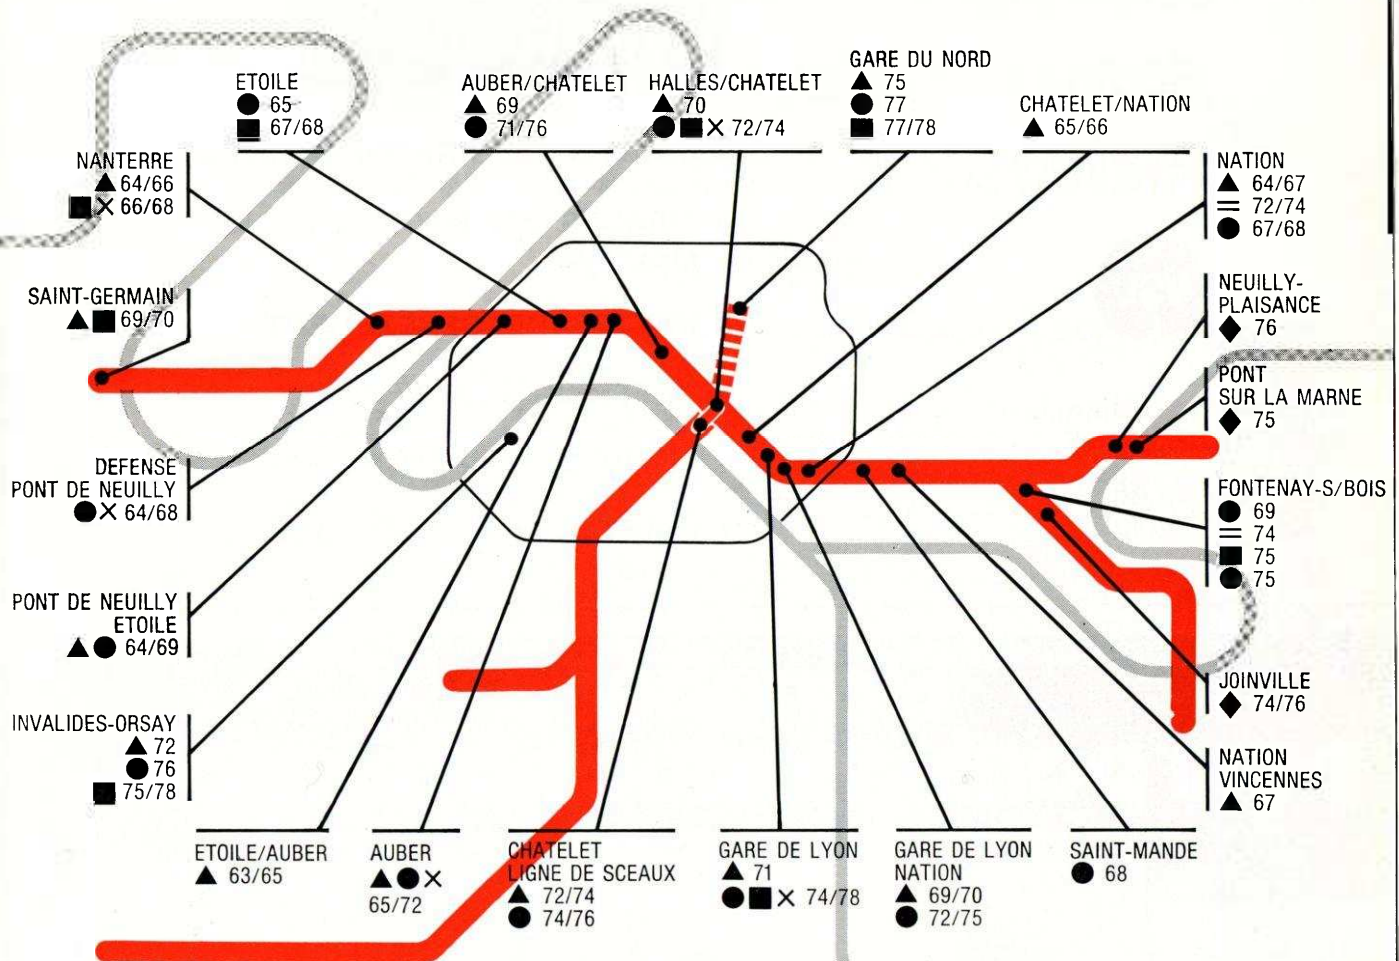 ETOILE
● 65
■ 67/68
AUBER/CHATELET
▲ 69
● 71/76
HALLES/CHATELET
▲ 70
● ■ × 72/74
GARE DU NORD
▲ 75
● 77
■ 77/78
CHATELET/NATION
▲ 65/66
NANTERRE
▲ 64/66
■ × 66/68
SAINT-GERMAIN
▲ ■ 69/70
DEFENSE
PONT DE NEUILLY
● × 64/68
PONT DE NEUILLY
ETOILE
▲ ● 64/69
INVALIDES-ORSAY
▲ 72
● 76
■ 75/78
NATION
▲ 64/67
= 72/74
● 67/68
NEUILLY-
PLAISANCE
◆ 76
PONT
SUR LA MARNE
◆ 75
FONTENAY-S/BOIS
● 69
= 74
■ 75
● 75
JOINVILLE
◆ 74/76
NATION
VINCENNES
▲ 67
ETOILE/AUBER
▲ 63/65
AUBER
▲ ● ×
65/72
CHATELET
LIGNE DE SCEAUX
▲ 72/74
● 74/76
GARE DE LYON
▲ 71
● ■ × 74/78
GARE DE LYON
NATION
▲ 69/70
● 72/75
SAINT-MANDE
● 68